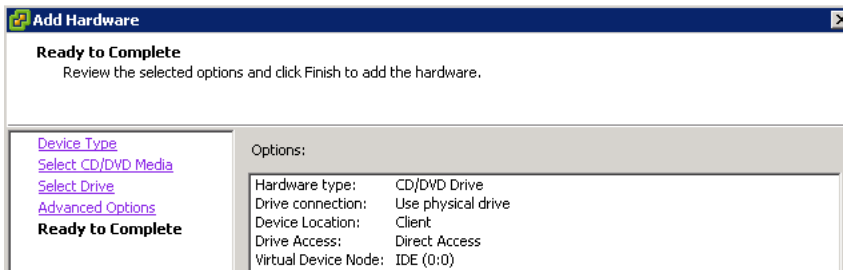 Add Hardware
Ready to Complete
Review the selected options and click Finish to add the hardware.
Device Type
Select CD/DVD Media
Select Drive
Advanced Options
Ready to Complete
Options:
Hardware type: CD/DVD Drive
Drive connection: Use physical drive
Device Location: Client
Drive Access: Direct Access
Virtual Device Node: IDE (0:0)